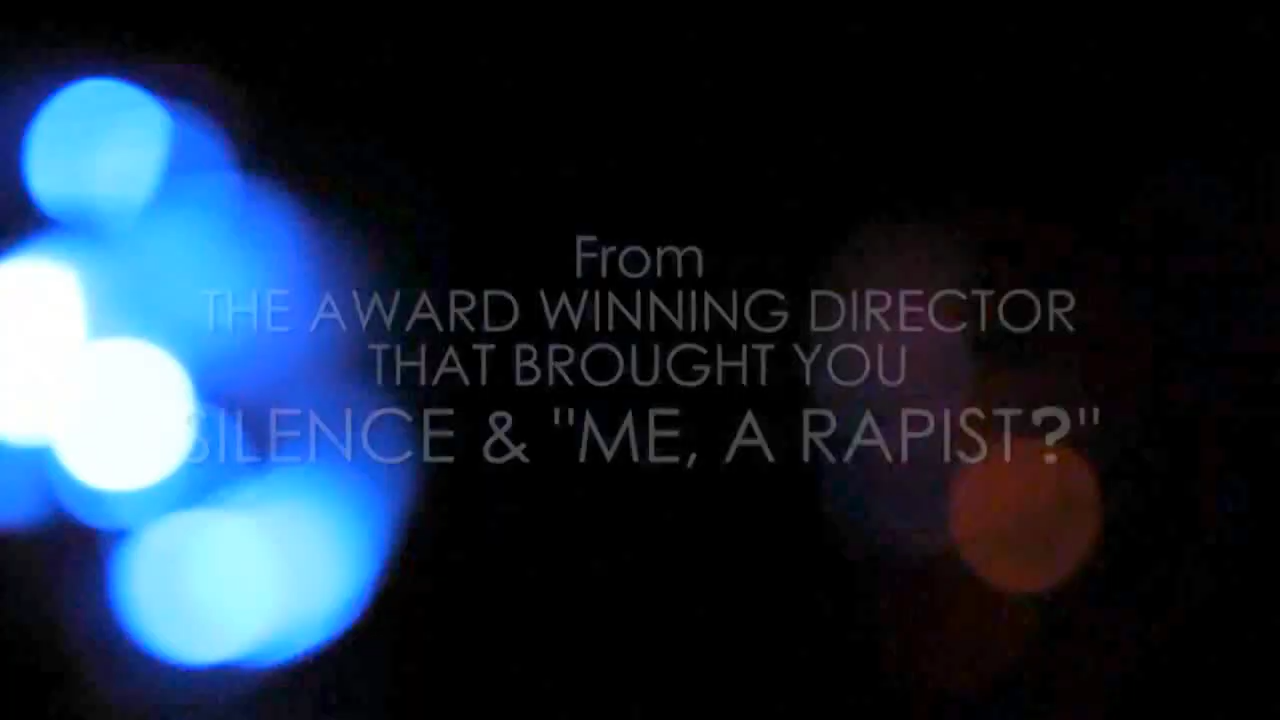 From
THE AWARD WINNING DIRECTOR
THAT BROUGHT YOU
SILENCE & "ME, A RAPIST?"